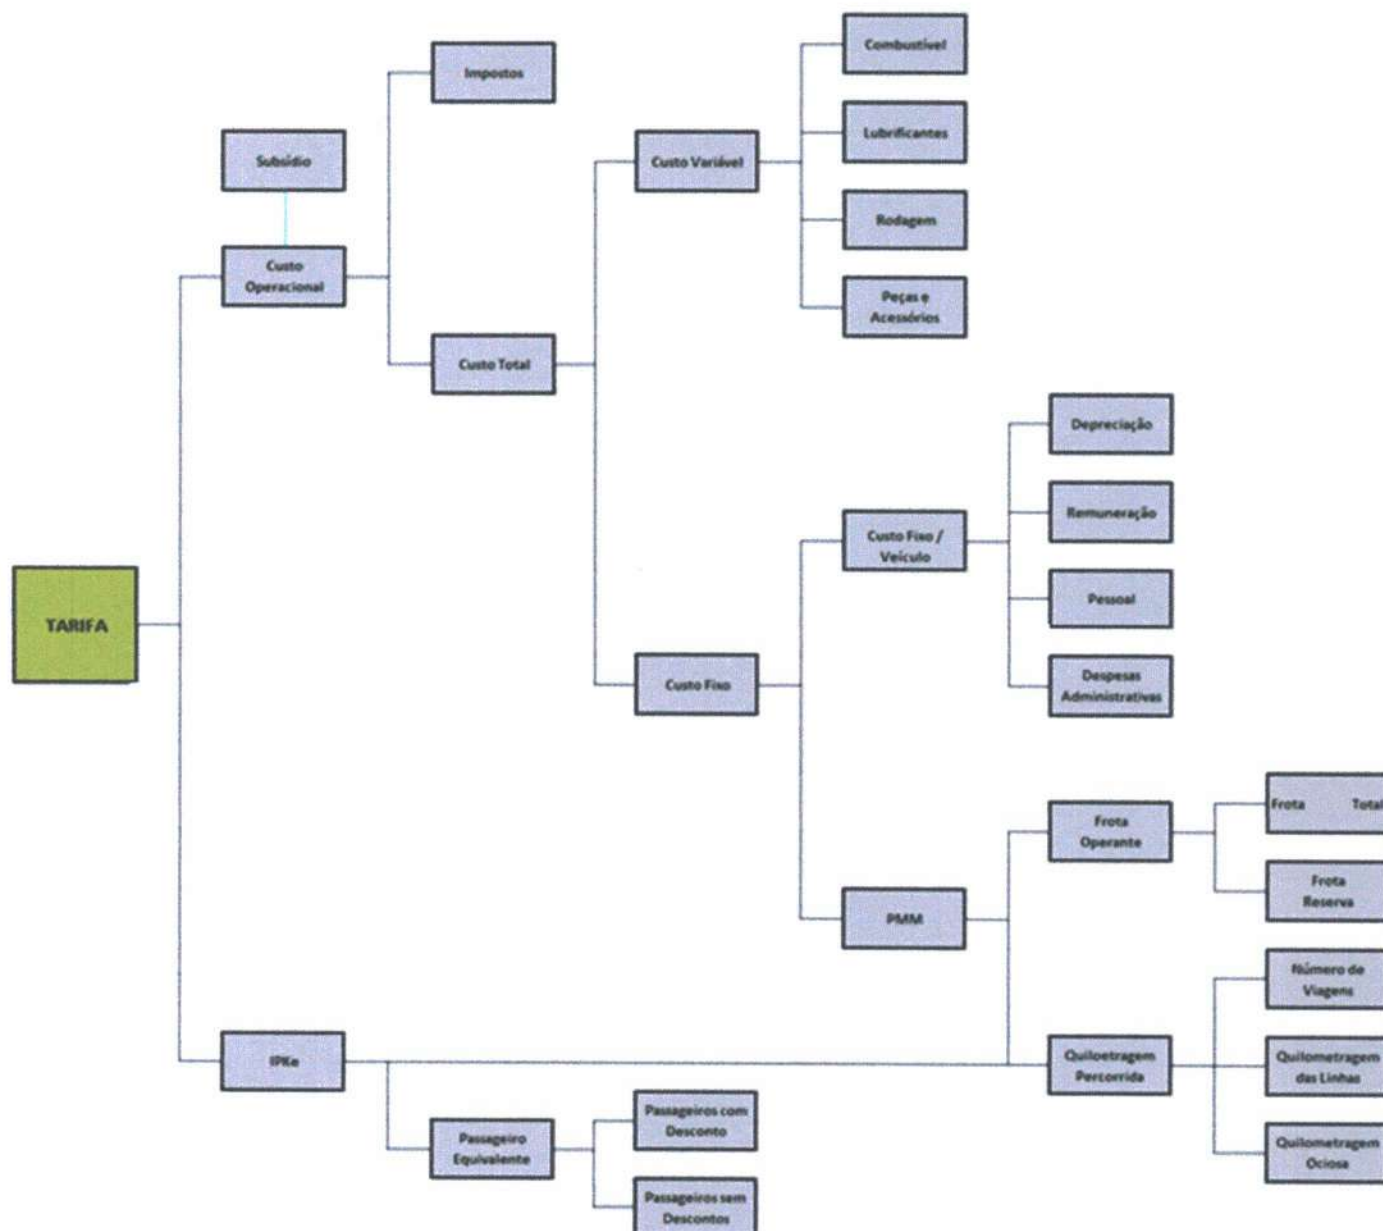 Combustível
Impostos
Subsídio
Lubrificantes
Custo Variável
Rodagem
Custo
Operacional
Peças e
Acessórios
Custo Total
Depreciação
Remuneração
Custo Fixo /
Veículo
Pessoal
TARIFA
Custo Fixo
Despesas
Administrativas
Frota Total
Frota
Operante
Frota
Reserva
PMM
Número de
Viagens
IPKe
Quiloetragem
Percorrida
Quilometragem
das Linhas
Passageiros com
Desconto
Passageiro
Equivalente
Quilometragem
Ociosa
Passageiros sem
Descontos